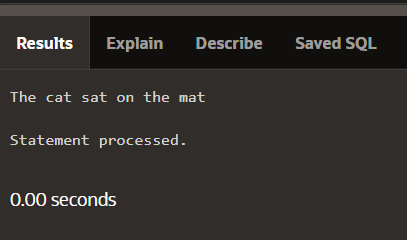 Results Explain Describe Saved SQL
The cat sat on the mat
Statement processed.
0.00 seconds